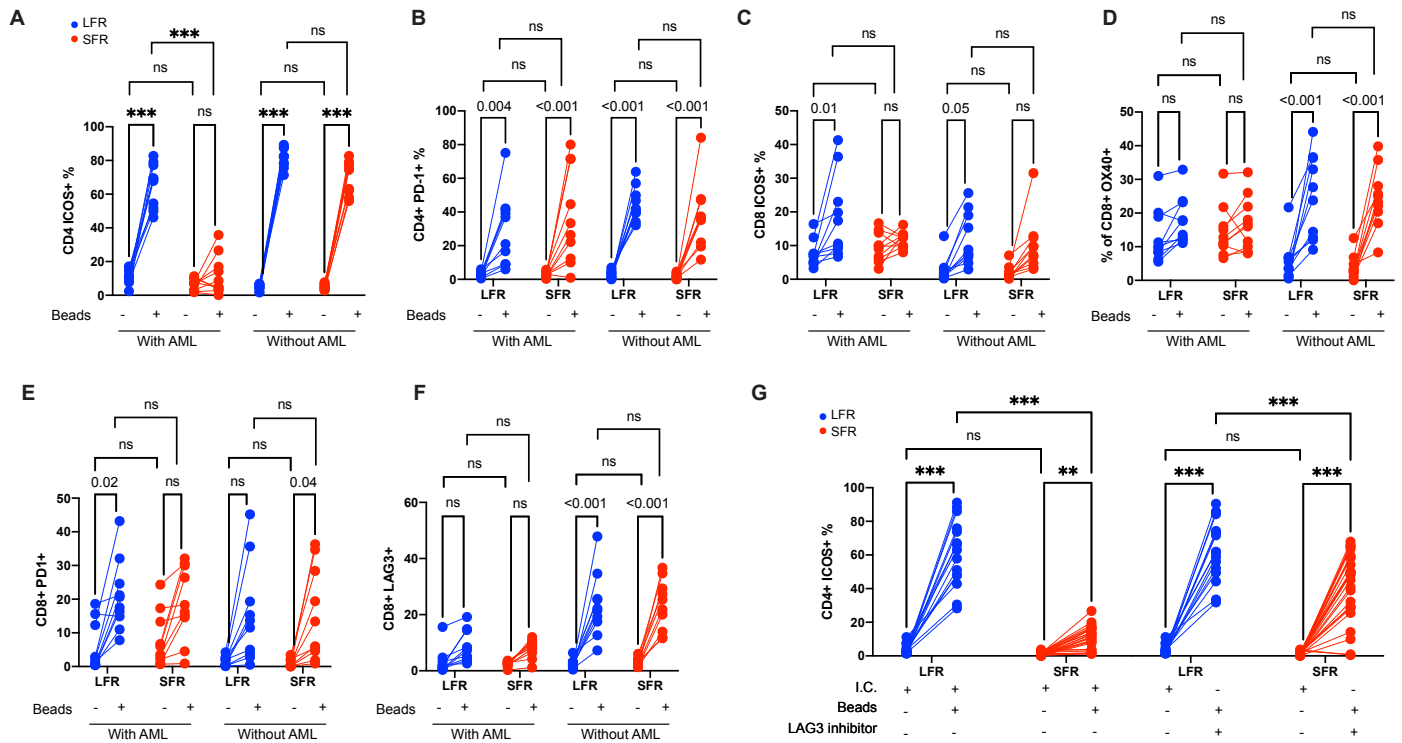 A
LFR
SFR
***
ns
ns
ns
ns
***
ns
***
***
CD4 ICOS+ %
100
80
60
40
20
0
Beads - + - + - + - +
With AML Without AML
B
ns
ns
ns
ns
0.004 <0.001 <0.001 <0.001
CD4+ PD-1+ %
100
80
60
40
20
0
LFR SFR LFR SFR
Beads - + - + - + - +
With AML Without AML
C
ns
ns
ns
ns
0.01 ns 0.05 ns
CD8 ICOS+ %
50
40
30
20
10
0
LFR SFR LFR SFR
Beads - + - + - + - +
With AML Without AML
D
ns
ns
ns
ns
ns ns <0.001 <0.001
% of CD8+ OX40+
50
40
30
20
10
0
LFR SFR LFR SFR
Beads - + - + - + - +
With AML Without AML
E
ns
ns
ns
ns
0.02 ns ns 0.04
CD8+ PD1+
50
40
30
20
10
0
LFR SFR LFR SFR
Beads - + - + - + - +
With AML Without AML
F
ns
ns
ns
ns
ns ns <0.001 <0.001
CD8+ LAG3+
60
40
20
0
LFR SFR LFR SFR
Beads - + - + - + - +
With AML Without AML
G
LFR
SFR
***
***
ns
ns
*** ** *** ***
CD4+ ICOS+ %
100
80
60
40
20
0
LFR SFR LFR SFR
I.C. + + + + + - + -
Beads - + - + - + - +
LAG3 inhibitor - - - - - + - +